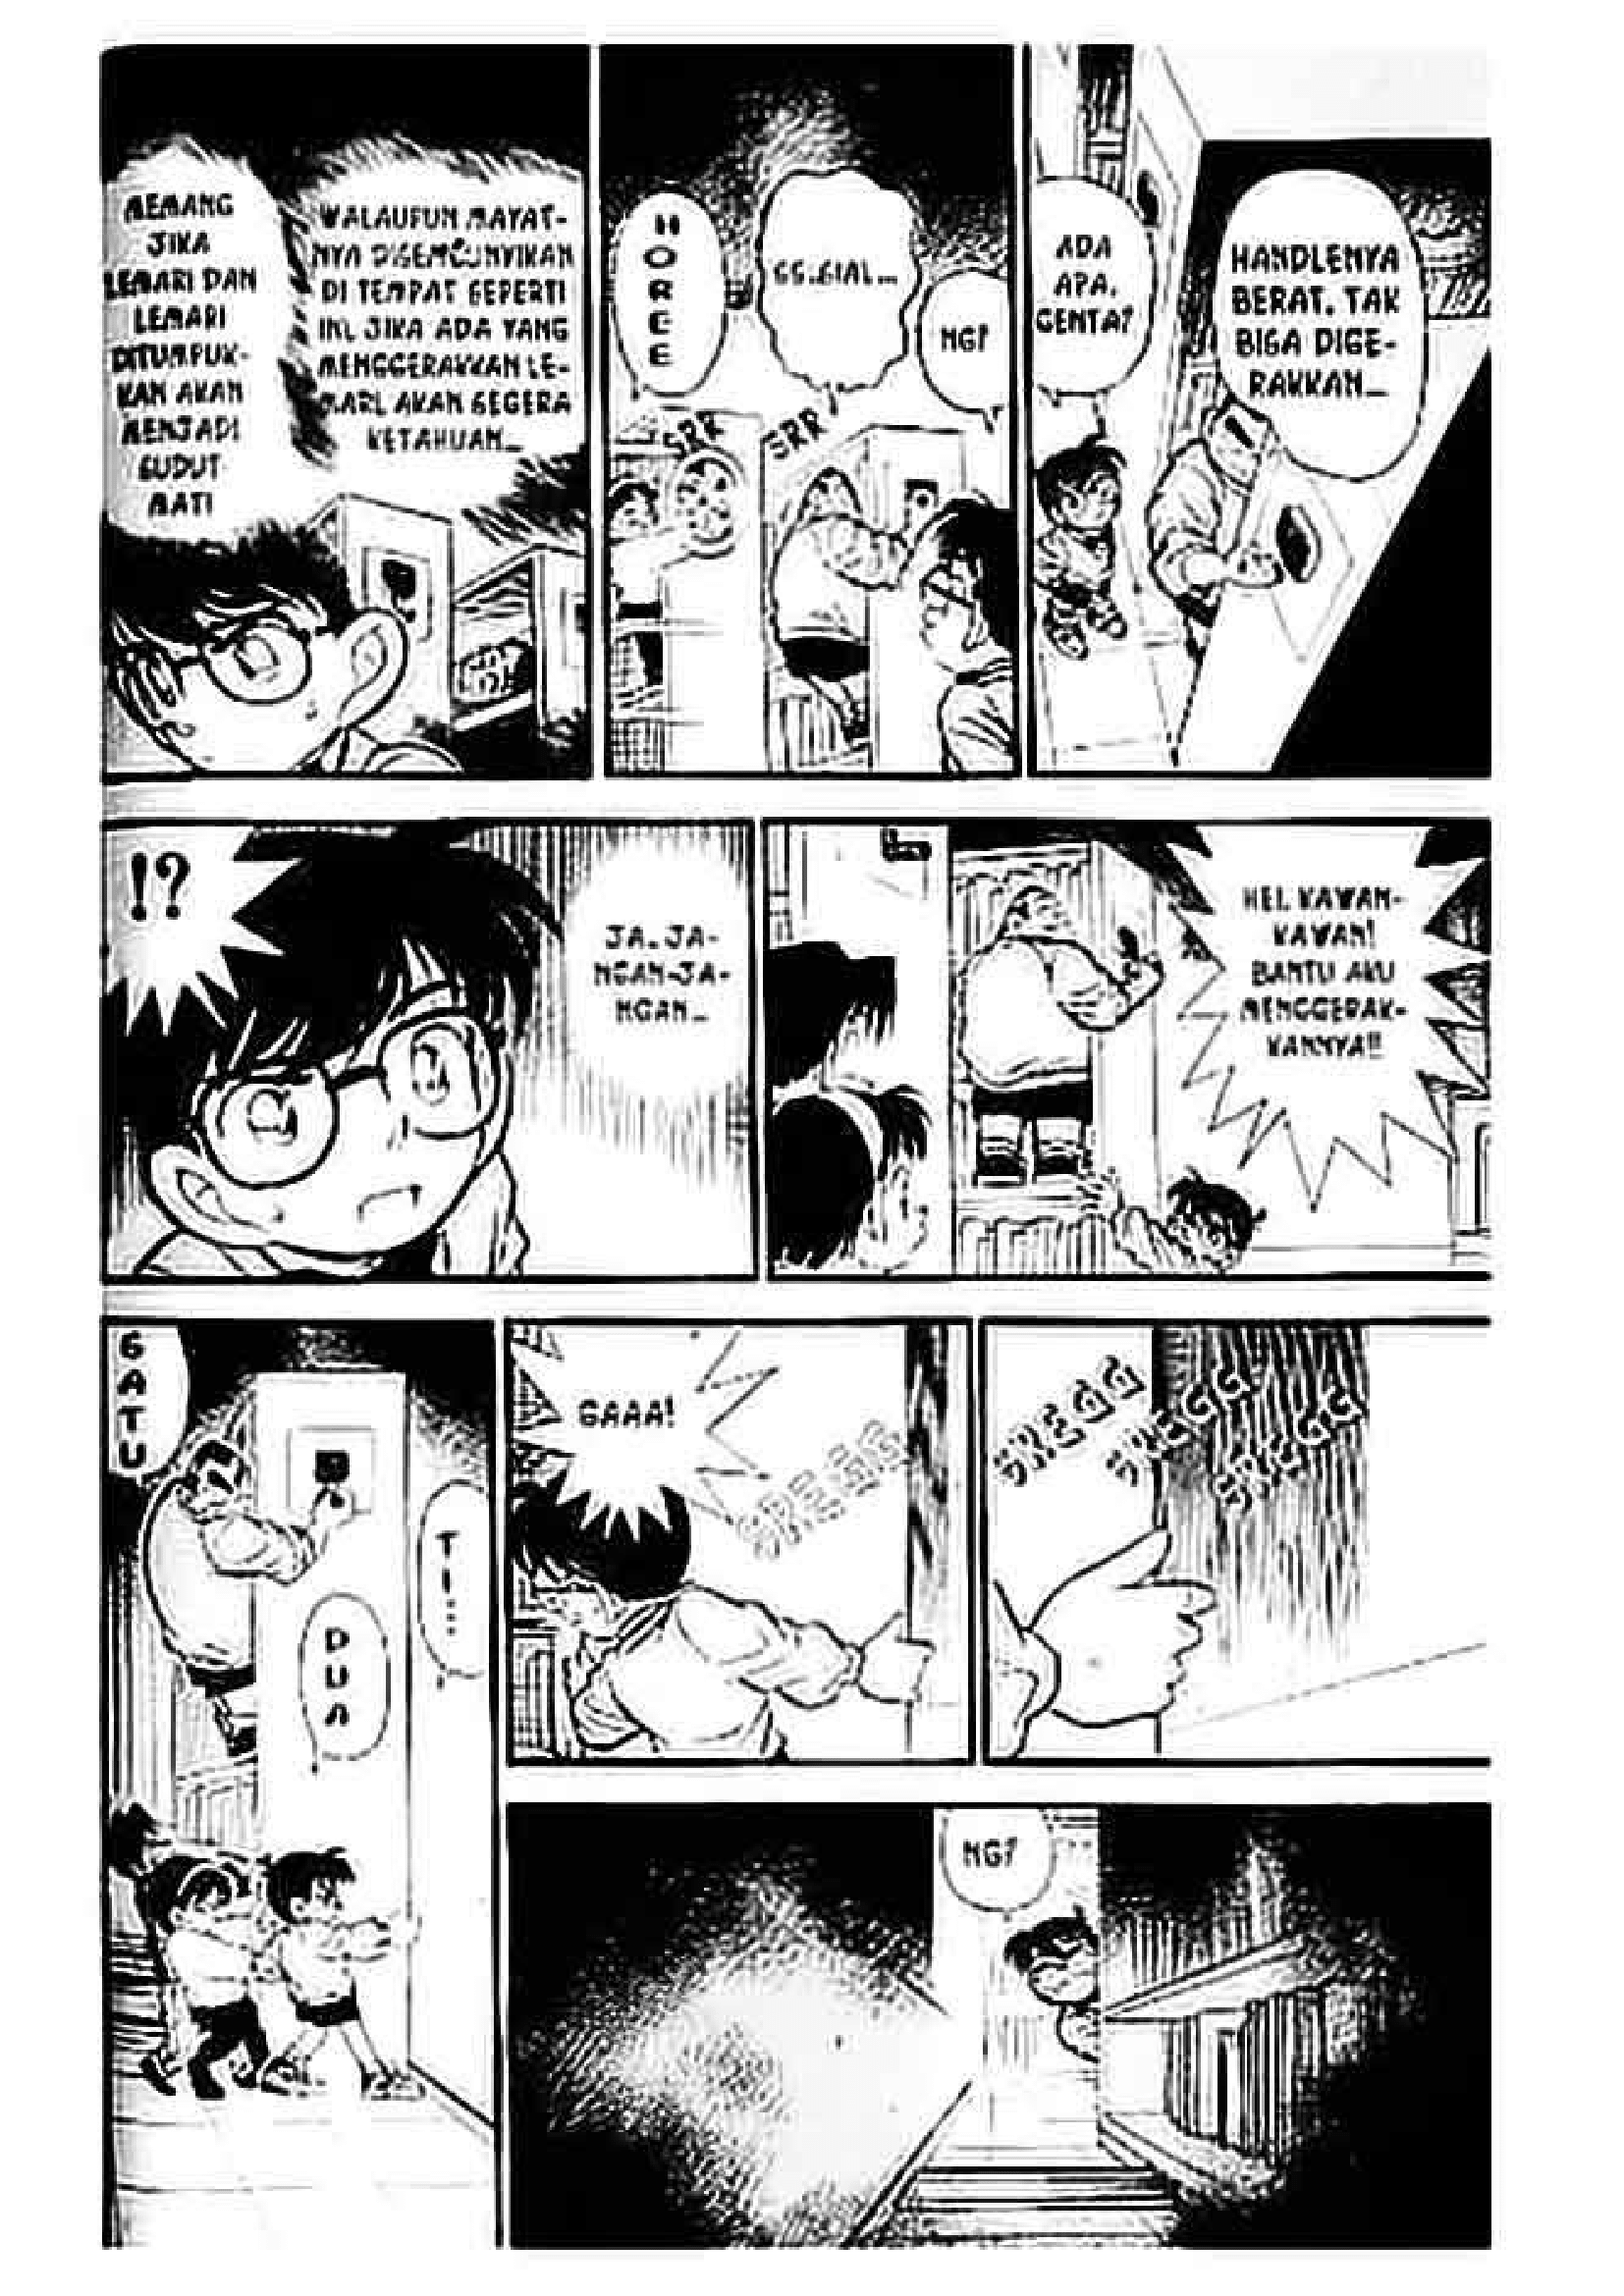 MEMANG
JIKA
LEMARI DAN
LEMARI
DITUMPUK-
KAN AKAN
MENJADI
SUDUT
MATI
WALAUPUN MAYAT-
NYA DISEMBUNYIKAN
DI TEMPAT SEPERTI
INI, JIKA ADA YANG
MENGGERAKKAN LE-
MARI, AKAN SEGERA
KETAHUAN...
HOREE
SS..SIAL...
NG?
SRR
SRR
ADA
APA,
GENTA?
HANDLENYA
BERAT. TAK
BISA DIGE-
RAKKAN...
!?
JA..JA-
NGAN-JA-
NGAN...
HEI, KAWAN-
KAWAN!
BANTU AKU
MENGGERAK-
KANNYA!!
SATU
DUA
TI...
SAAA!
NG?